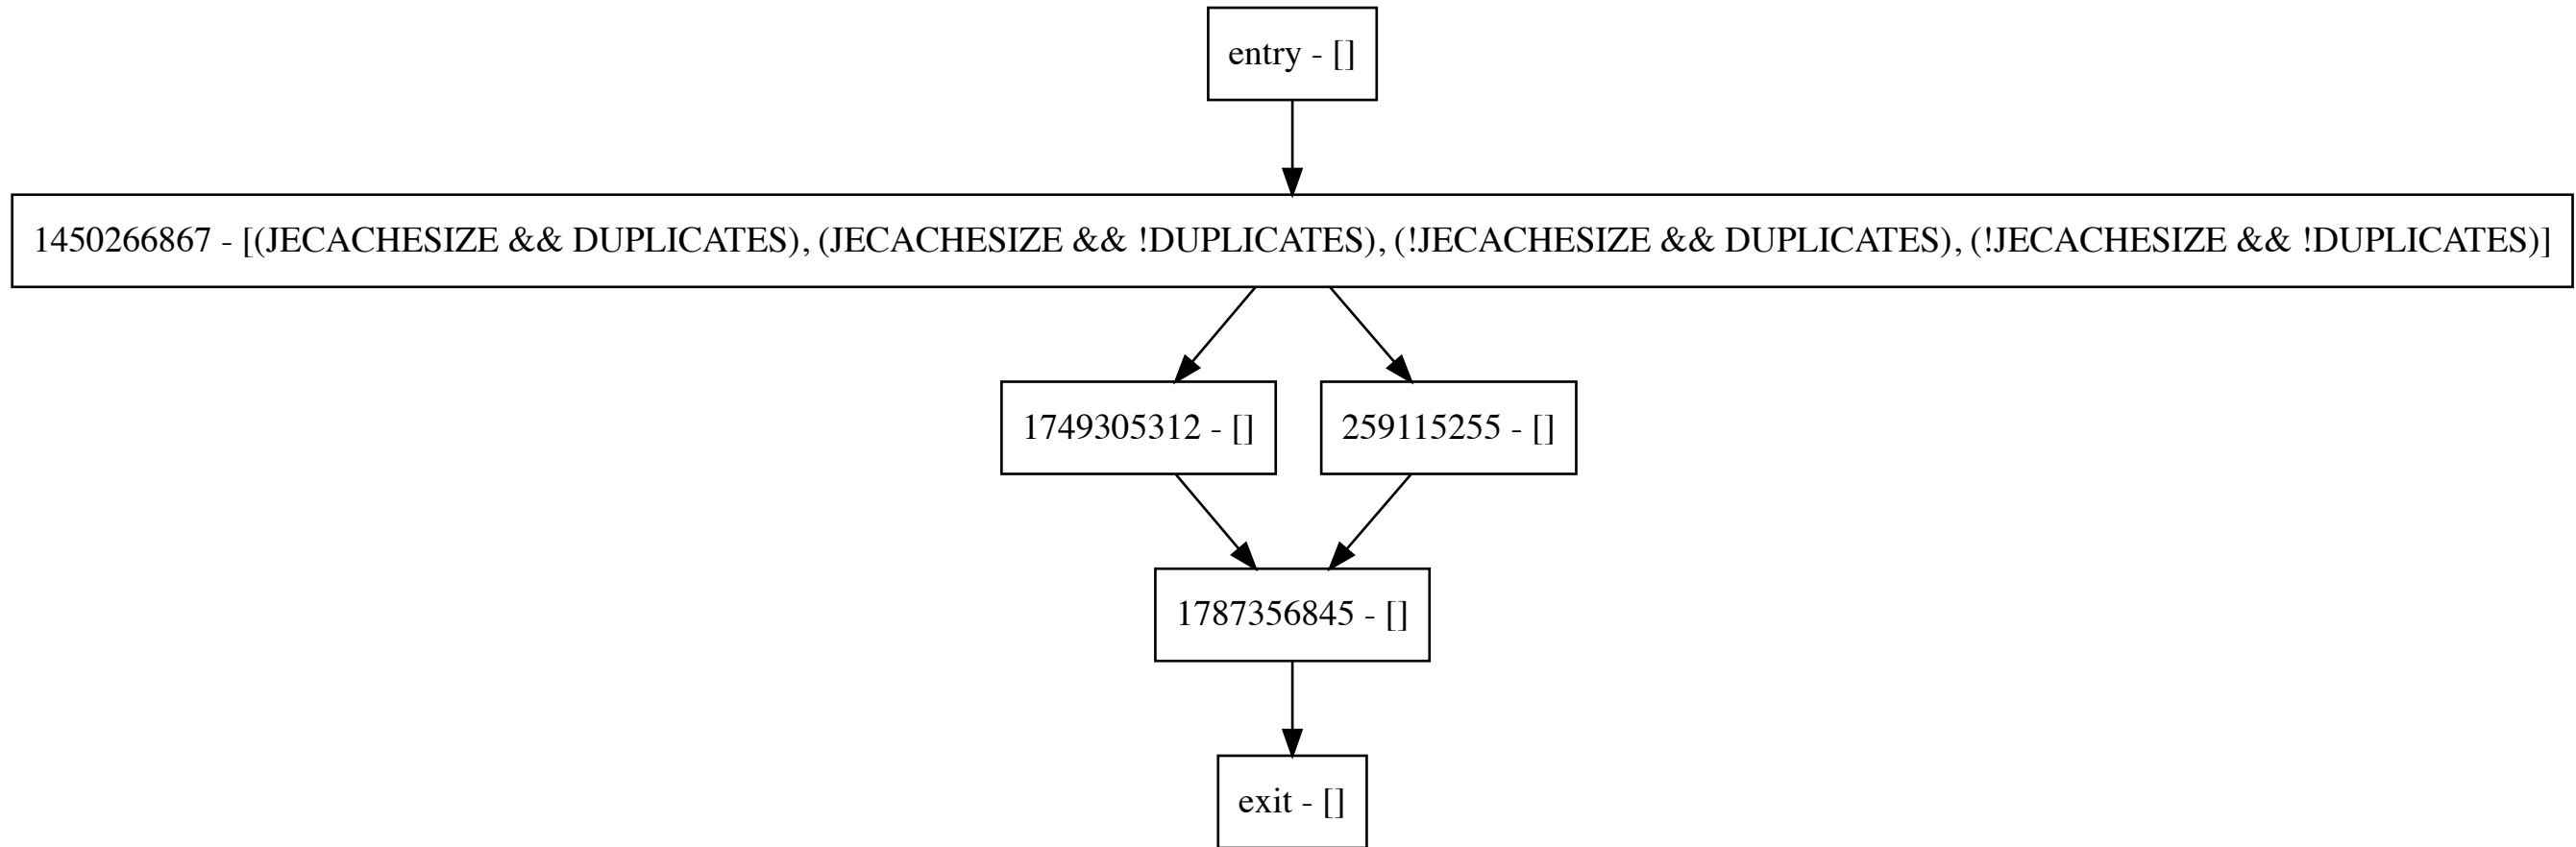 entry - []
1450266867 - [(JECACHESIZE && DUPLICATES), (JECACHESIZE && !DUPLICATES), (!JECACHESIZE && DUPLICATES), (!JECACHESIZE && !DUPLICATES)]
1749305312 - []
259115255 - []
1787356845 - []
exit - []